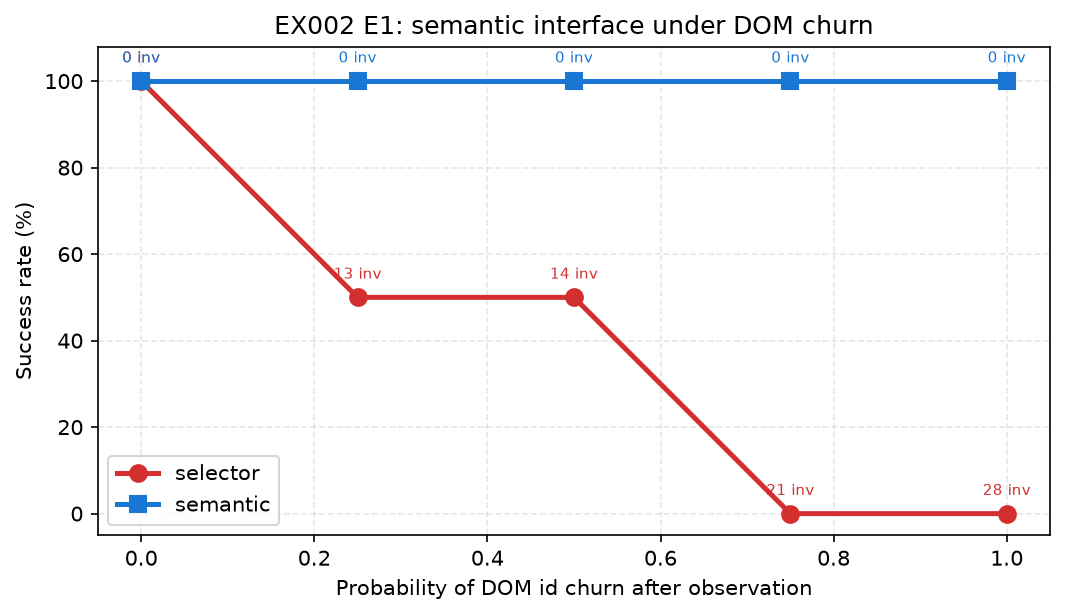 EX002 E1: semantic interface under DOM churn
0 inv 0 inv 0 inv 0 inv 0 inv
100
80
60
13 inv 14 inv
40
20
21 inv 28 inv
0
Success rate (%)
selector
semantic
0.0 0.2 0.4 0.6 0.8 1.0
Probability of DOM id churn after observation